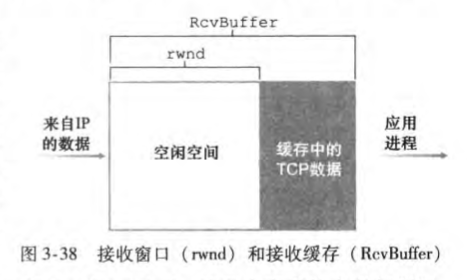 RcvBuffer
rwnd
来自IP
的数据
空闲空间
缓存中的
TCP数据
应用
进程
图 3-38 接收窗口（rwnd）和接收缓存（RcvBuffer）